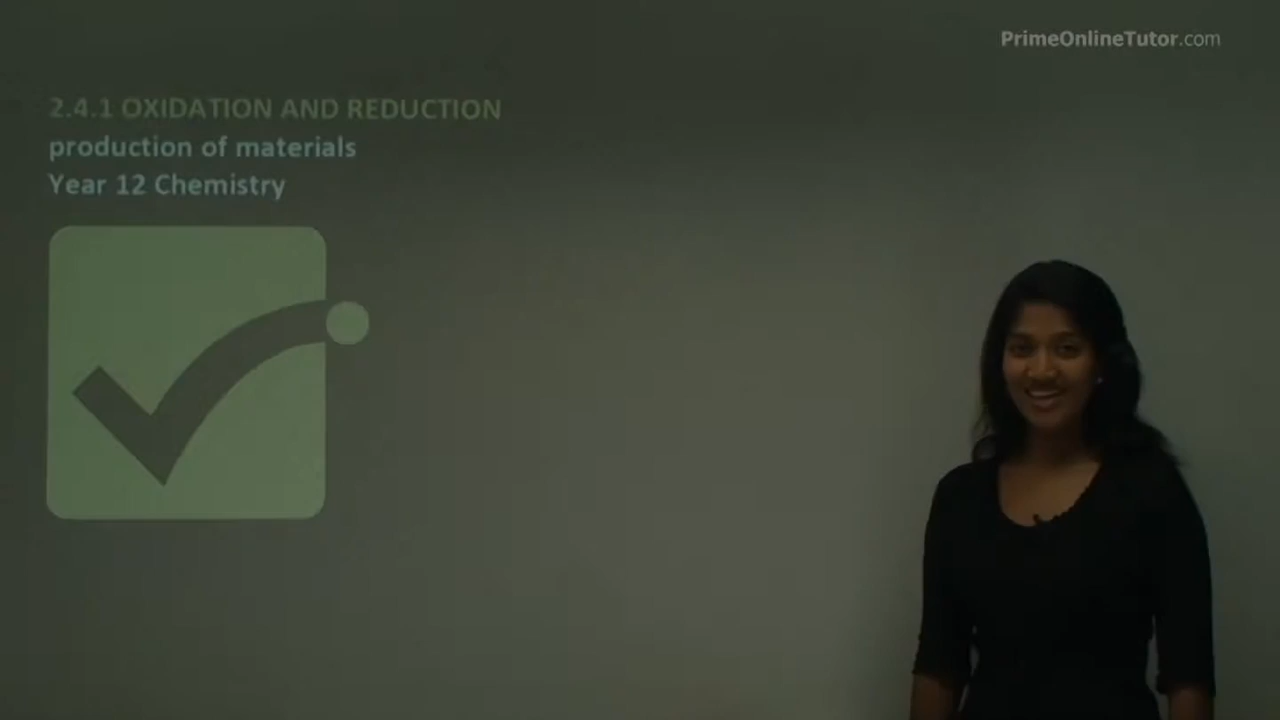 PrimeOnlineTutor.com
2.4.1 OXIDATION AND REDUCTION
production of materials
Year 12 Chemistry